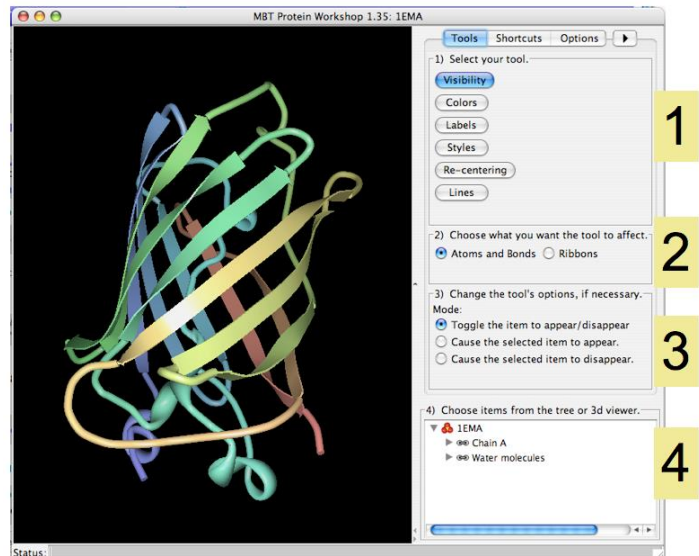 MBT Protein Workshop 1.35: 1EMA
Tools Shortcuts Options
1) Select your tool.
Visibility
Colors
Labels
Styles
Re-centering
Lines
1
2) Choose what you want the tool to affect.
Atoms and Bonds Ribbons
2
3) Change the tool's options, if necessary.
Mode:
Toggle the item to appear/disappear
Cause the selected item to appear.
Cause the selected item to disappear.
3
4) Choose items from the tree or 3d viewer.
1EMA
Chain A
Water molecules
4
Status: